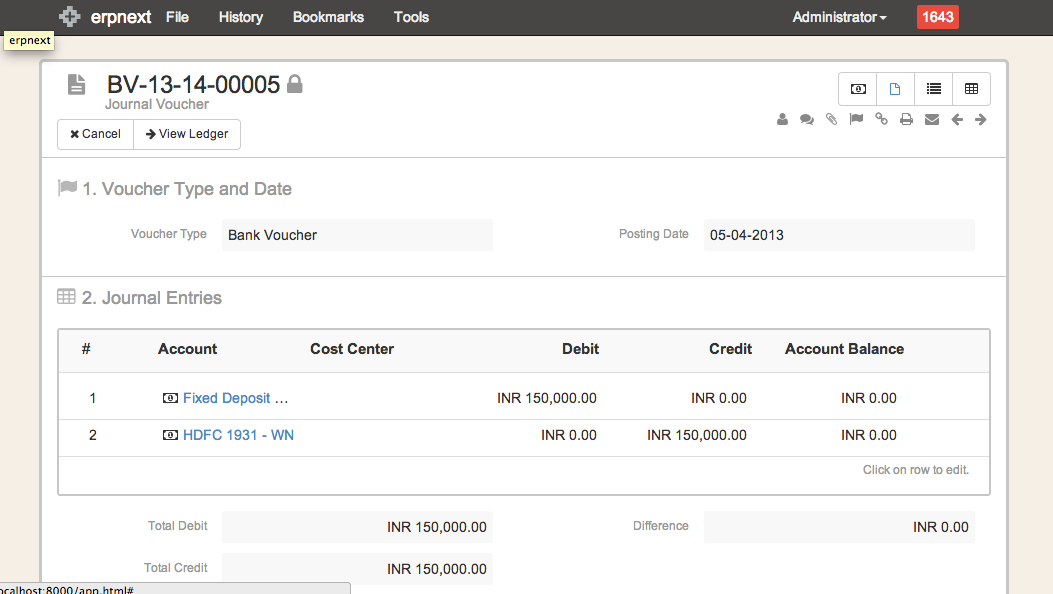 erpnext File History Bookmarks Tools Administrator 1643
erpnext
BV-13-14-00005
Journal Voucher
Cancel View Ledger
1. Voucher Type and Date
Voucher Type Bank Voucher Posting Date 05-04-2013
2. Journal Entries
# Account Cost Center Debit Credit Account Balance
1 Fixed Deposit ... INR 150,000.00 INR 0.00 INR 0.00
2 HDFC 1931 - WN INR 0.00 INR 150,000.00 INR 0.00
Click on row to edit.
Total Debit INR 150,000.00 Difference INR 0.00
Total Credit INR 150,000.00
ocalhost:8000/app.html#